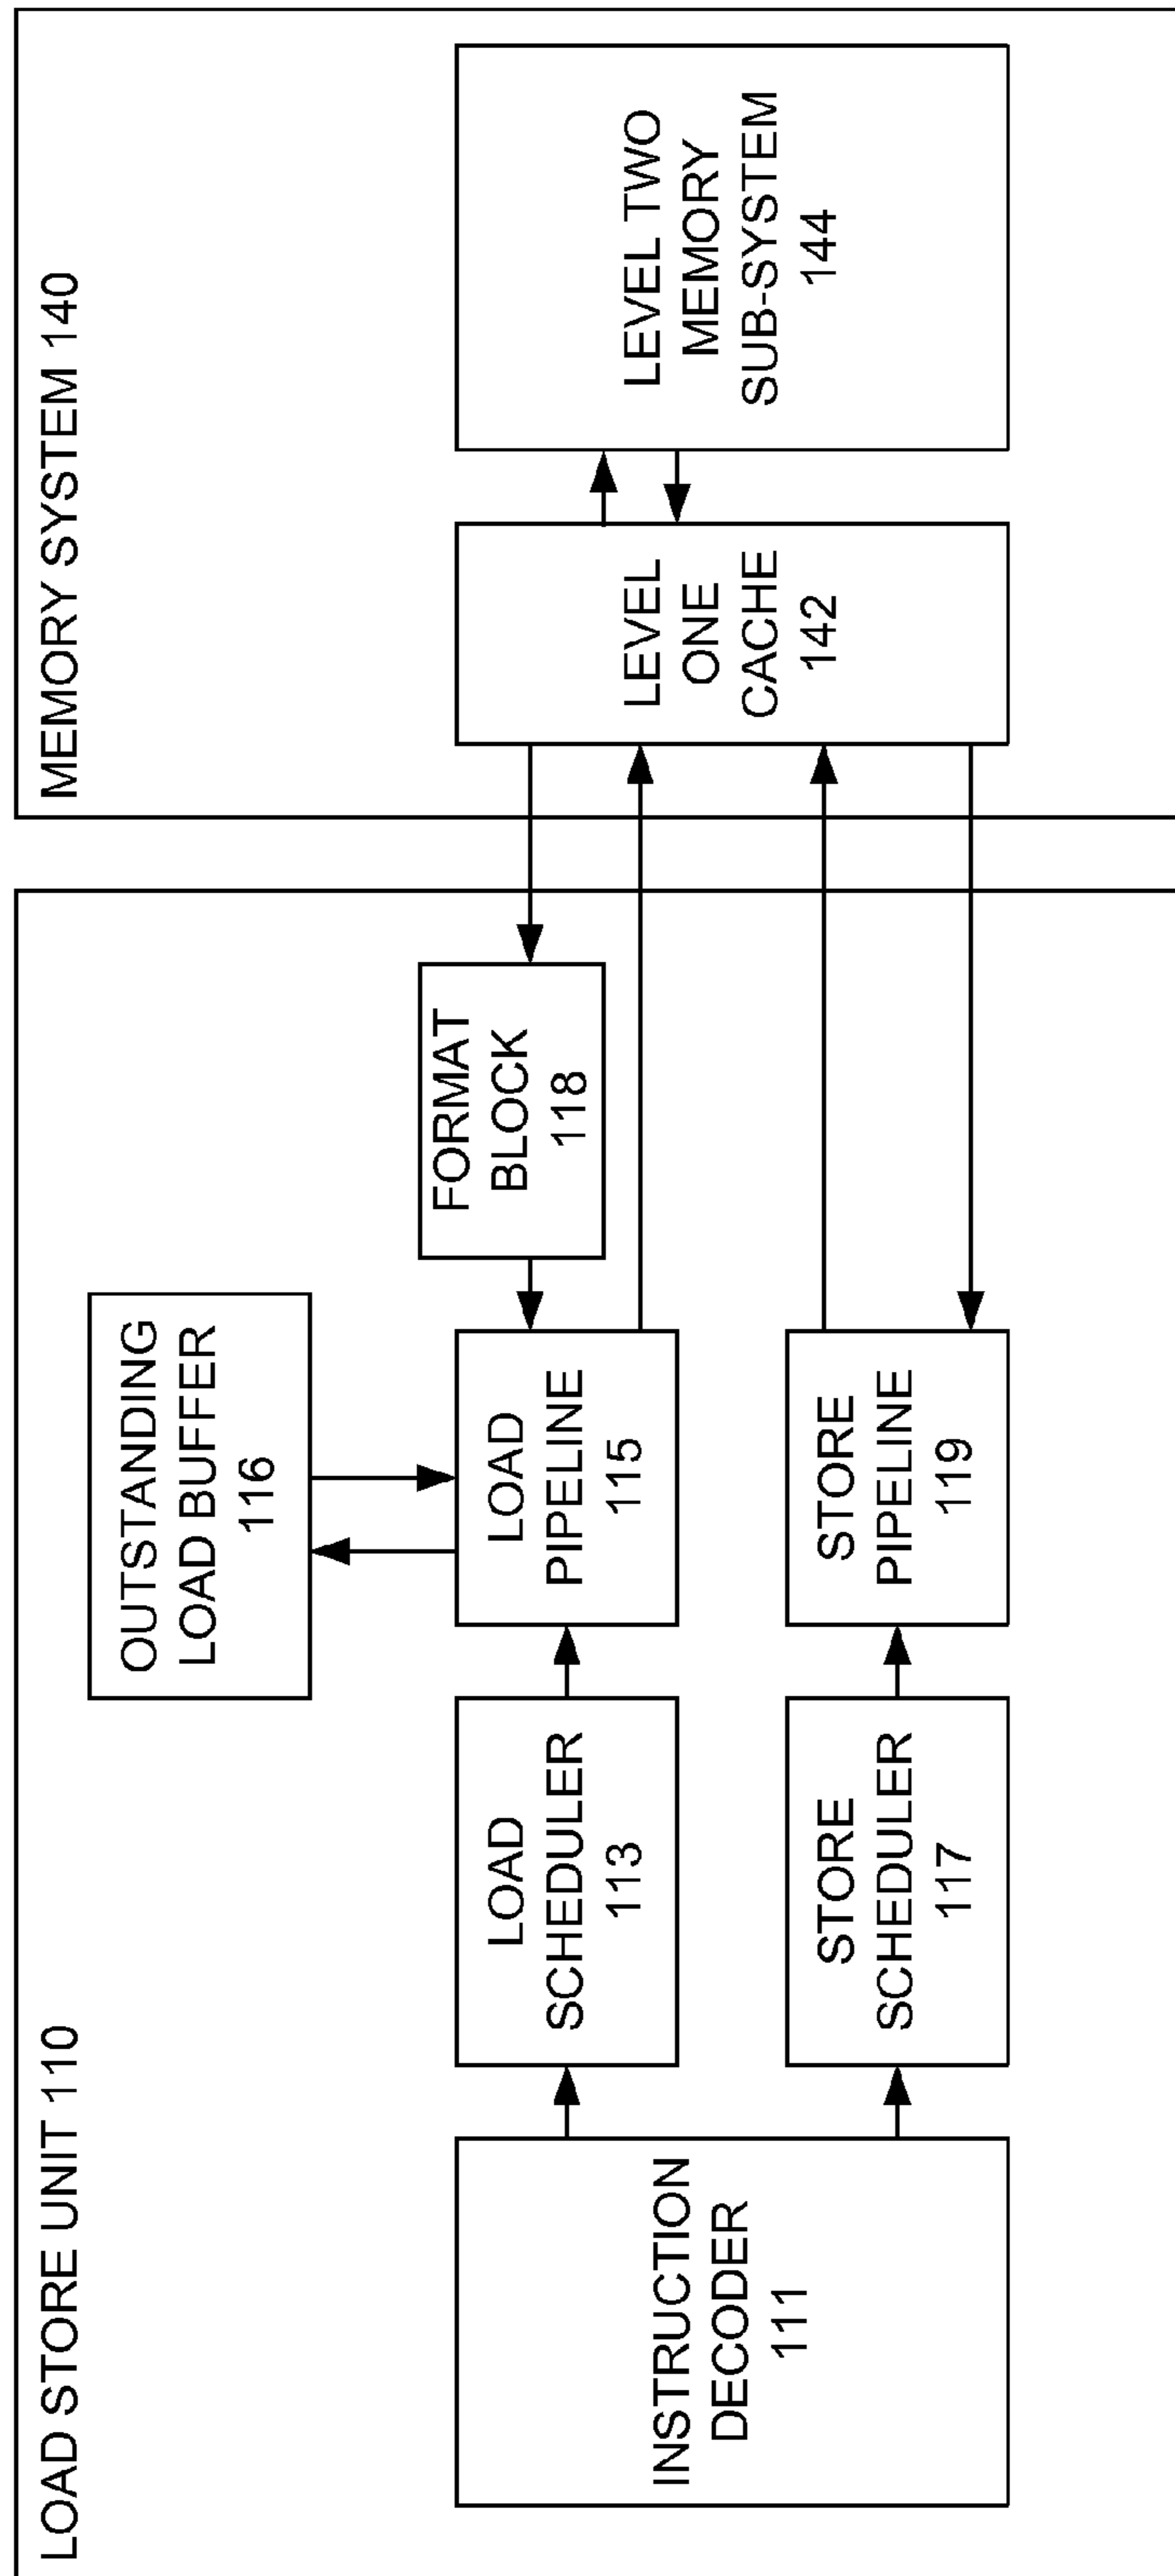 LOAD STORE UNIT 110
INSTRUCTION
DECODER
111
LOAD
SCHEDULER
113
STORE
SCHEDULER
117
OUTSTANDING
LOAD BUFFER
116
LOAD
PIPELINE
115
STORE
PIPELINE
119
FORMAT
BLOCK
118
MEMORY SYSTEM 140
LEVEL
ONE
CACHE
142
LEVEL TWO
MEMORY
SUB-SYSTEM
144